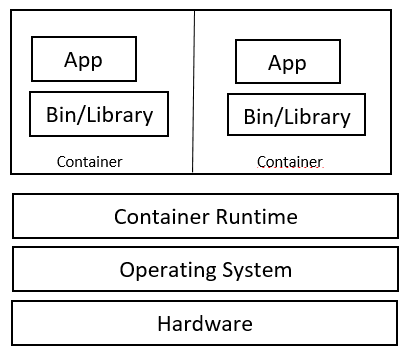 App
Bin/Library
Container
App
Bin/Library
Container
Container Runtime
Operating System
Hardware